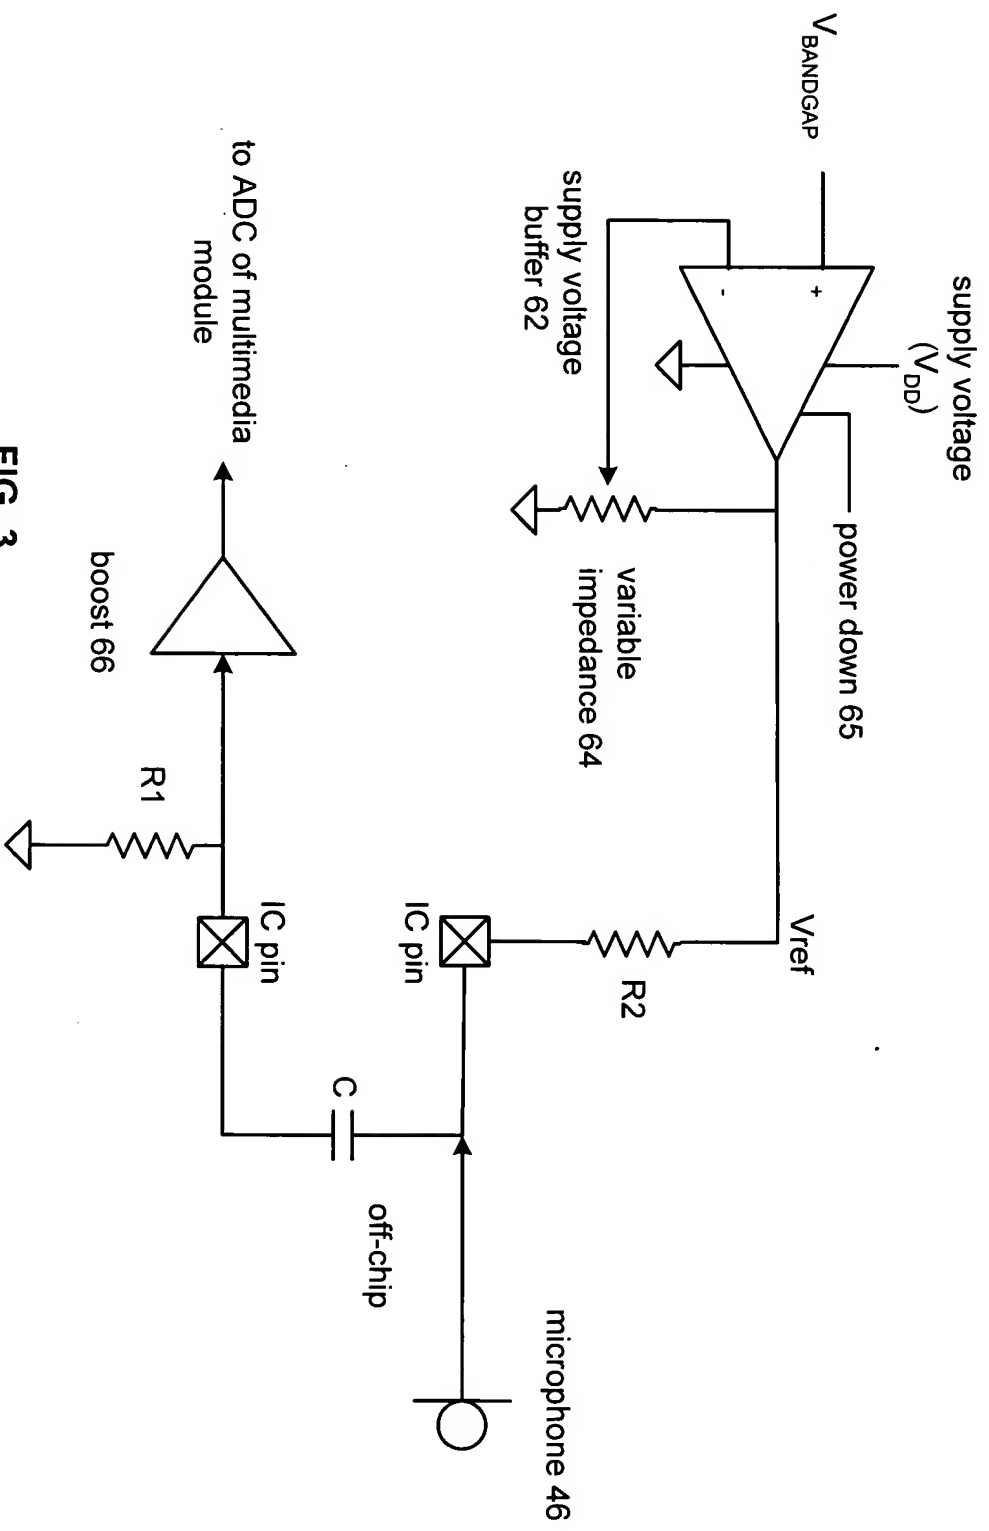 supply voltage
(VDD)
VBANDGAP
+
-
power down 65
Vref
supply voltage
buffer 62
variable
impedance 64
R2
microphone 46
IC pin
off-chip
C
to ADC of multimedia
module
IC pin
R1
boost 66
FIG. 3